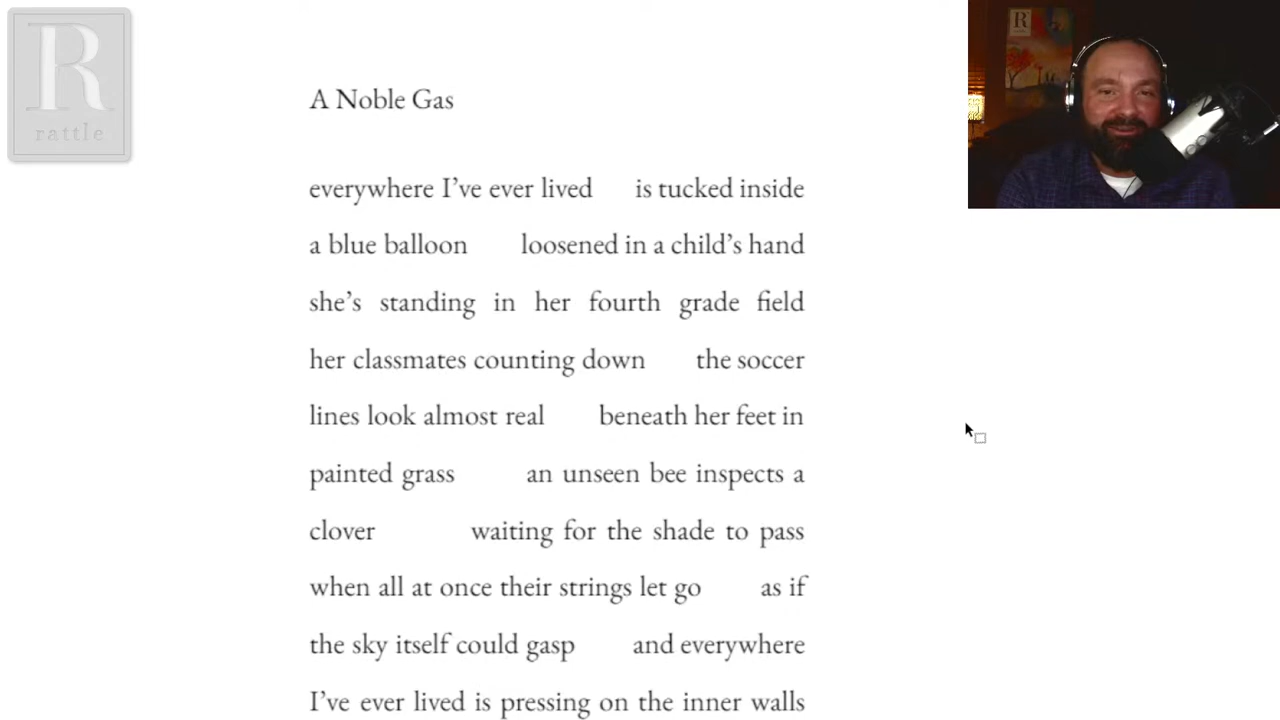 R
rattle
R
A Noble Gas
everywhere I’ve ever lived is tucked inside
a blue balloon loosened in a child’s hand
she’s standing in her fourth grade field
her classmates counting down the soccer
lines look almost real beneath her feet in
painted grass an unseen bee inspects a
clover waiting for the shade to pass
when all at once their strings let go as if
the sky itself could gasp and everywhere
I’ve ever lived is pressing on the inner walls